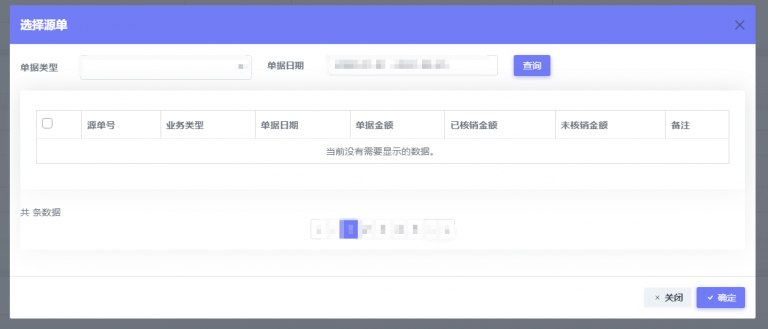 选择源单
单据类型 单据日期 查询
源单号 业务类型 单据日期 单据金额 已核销金额 未核销金额 备注
当前没有需要显示的数据。
共 条数据
× 关闭 ✓ 确定